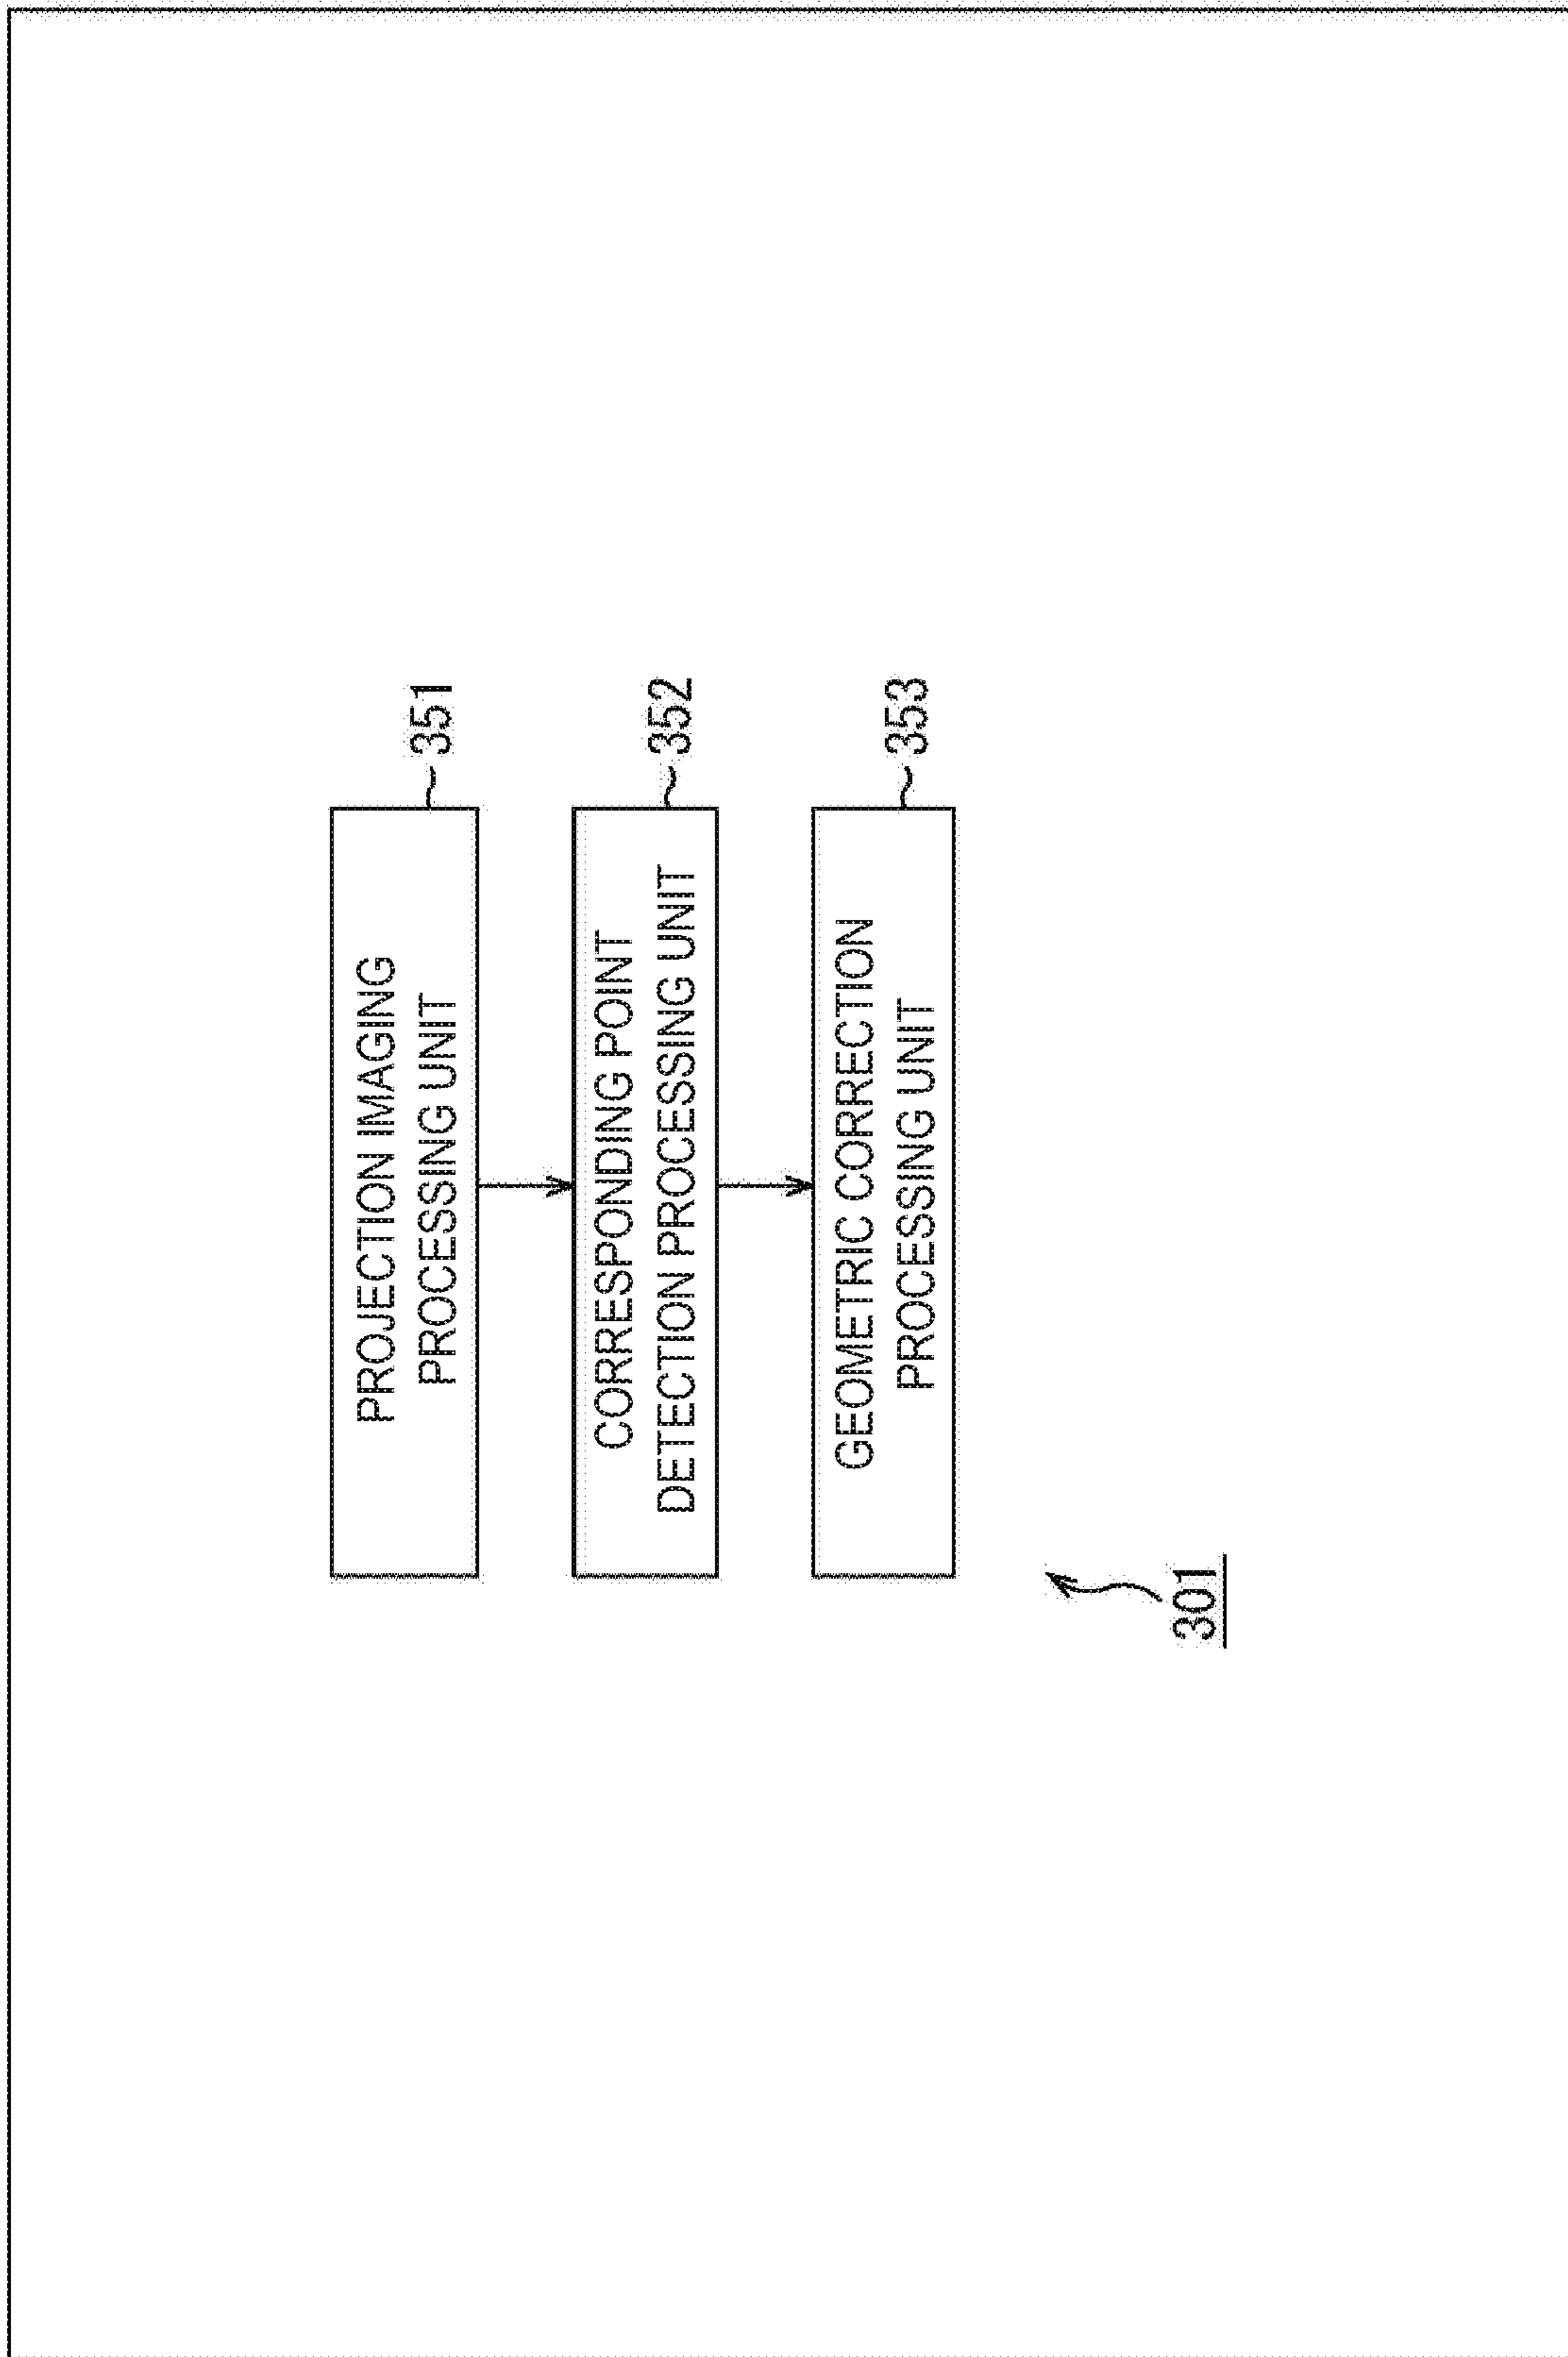 PROJECTION IMAGING
PROCESSING UNIT
351
CORRESPONDING POINT
DETECTION PROCESSING UNIT
352
GEOMETRIC CORRECTION
PROCESSING UNIT
353
301